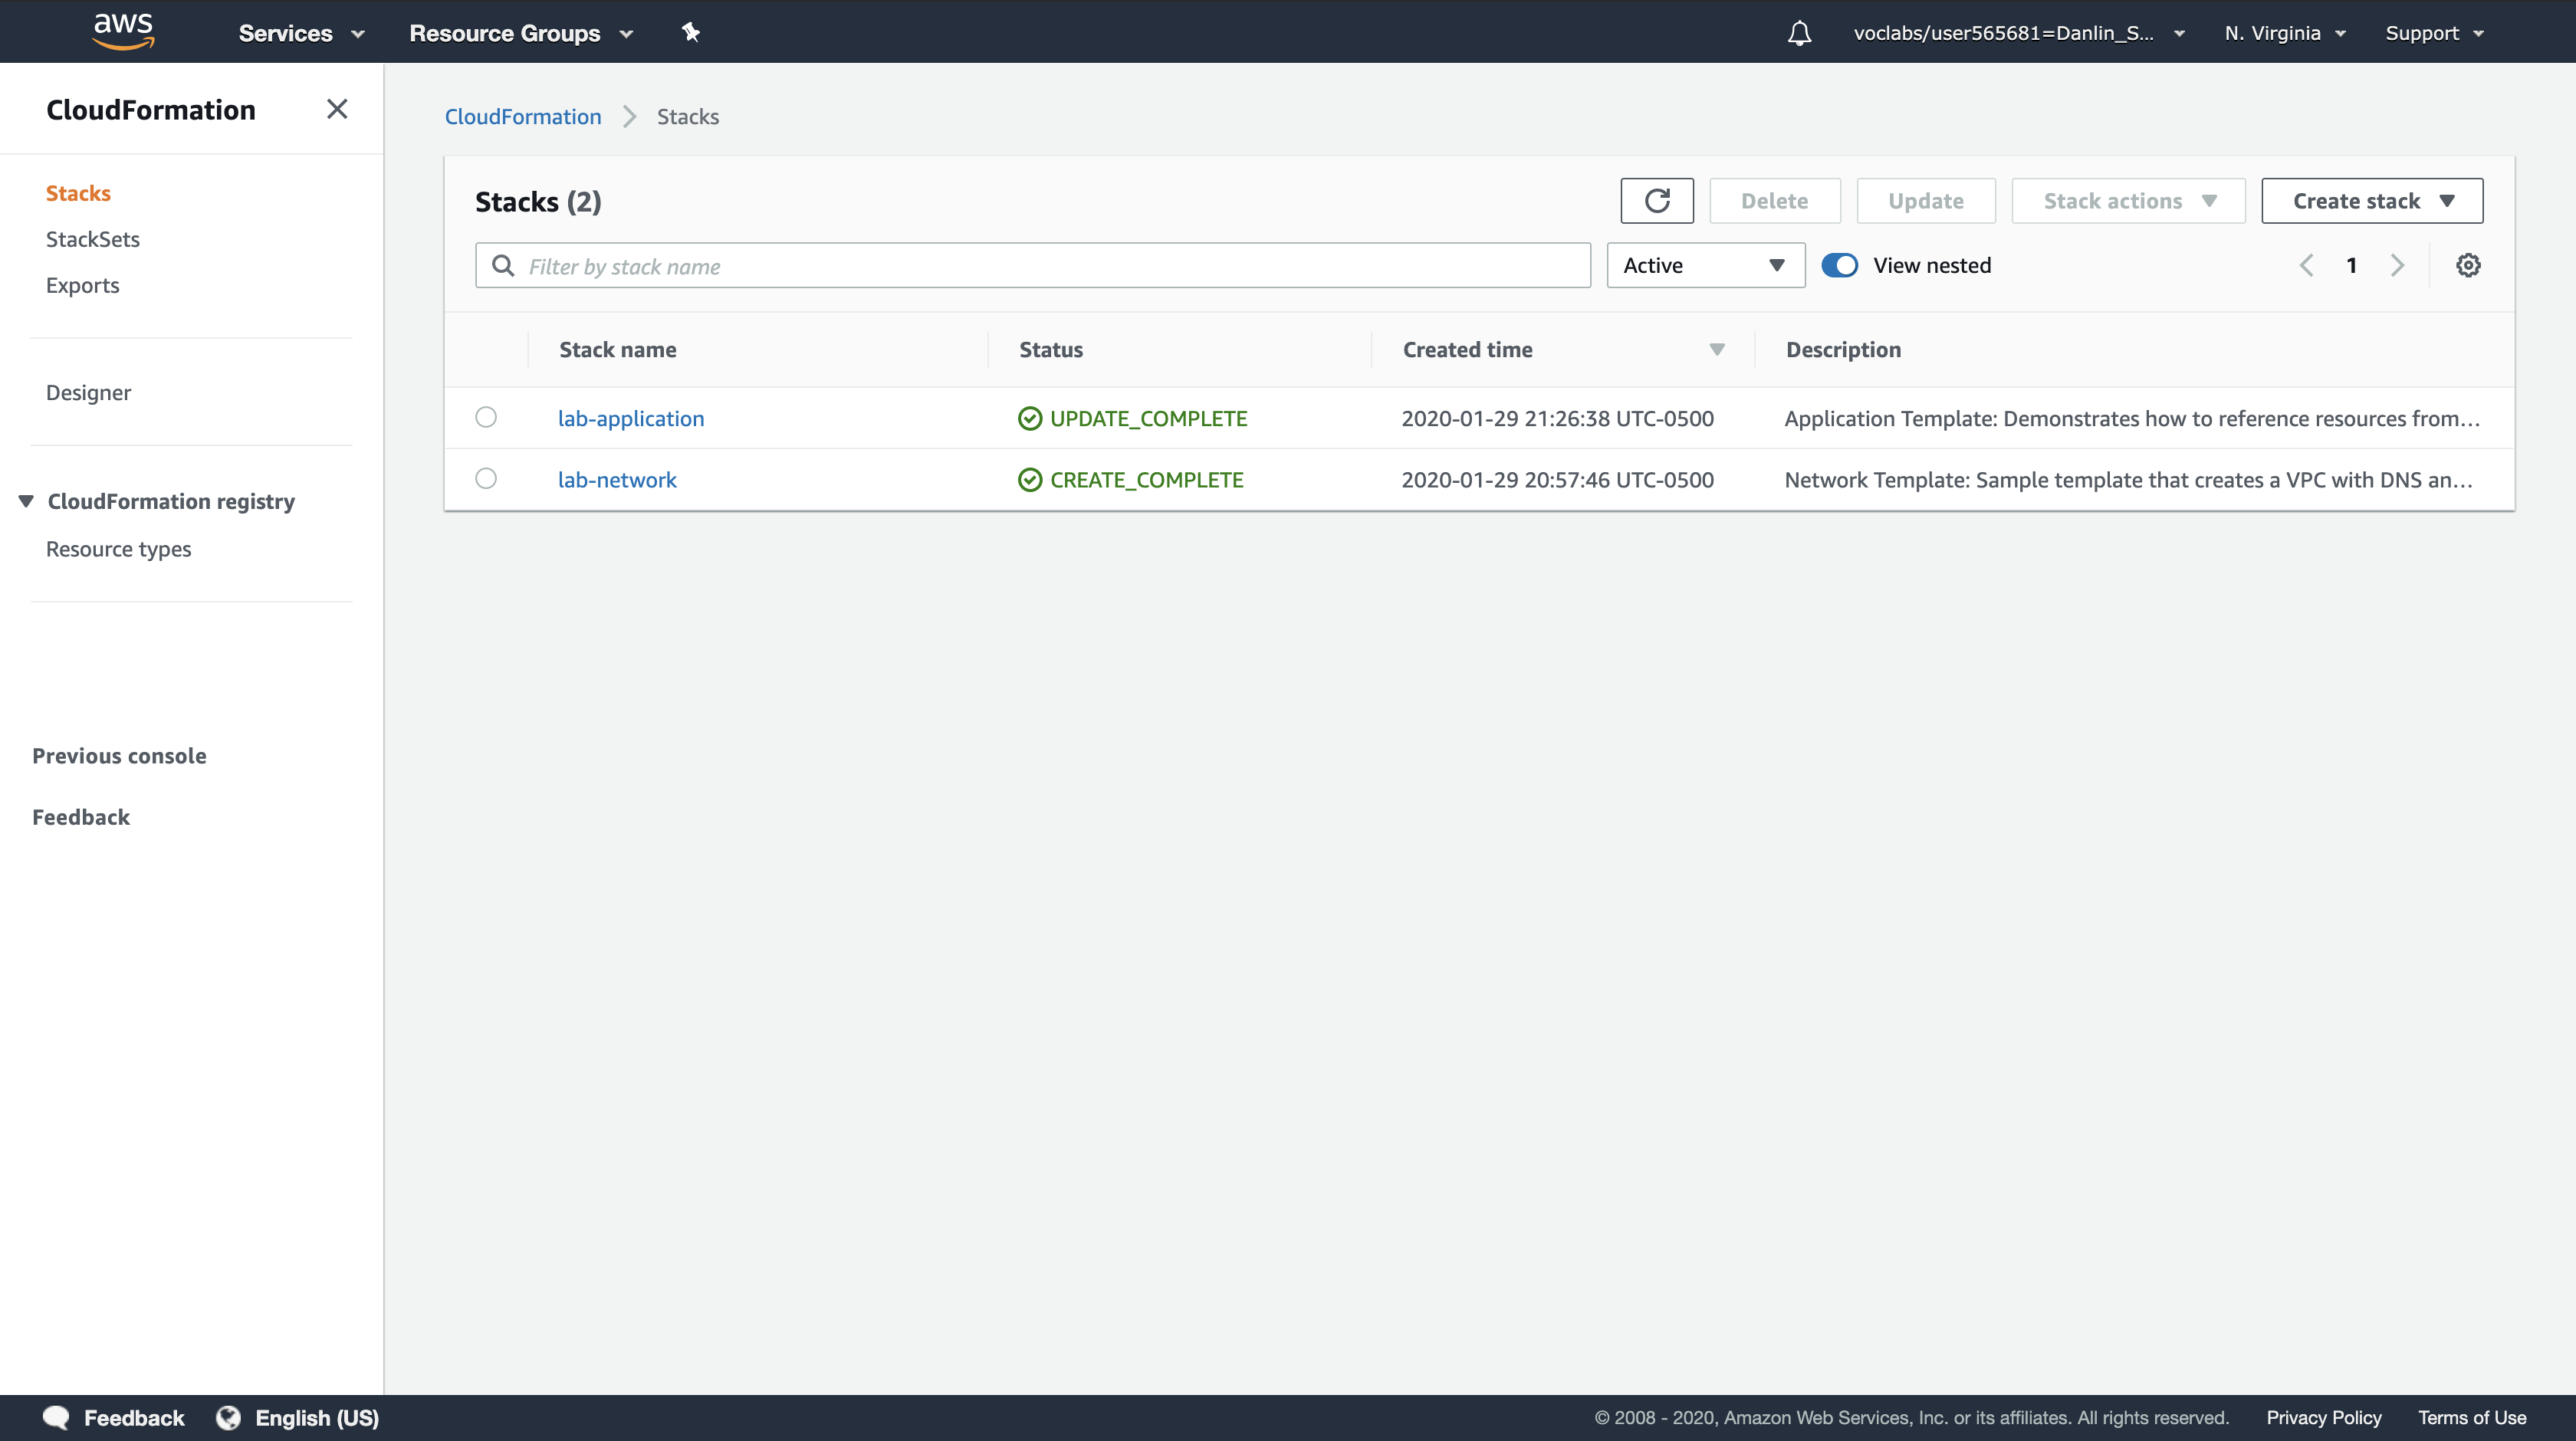 aws Services Resource Groups voclabs/user565681=Danlin_S... N. Virginia Support
CloudFormation
Stacks
StackSets
Exports
Designer
CloudFormation registry
Resource types
Previous console
Feedback
CloudFormation Stacks
Stacks (2) Delete Update Stack actions Create stack
Filter by stack name Active View nested 1
Stack name Status Created time Description
lab-application UPDATE_COMPLETE 2020-01-29 21:26:38 UTC-0500 Application Template: Demonstrates how to reference resources from...
lab-network CREATE_COMPLETE 2020-01-29 20:57:46 UTC-0500 Network Template: Sample template that creates a VPC with DNS an...
Feedback English (US) © 2008 - 2020, Amazon Web Services, Inc. or its affiliates. All rights reserved. Privacy Policy Terms of Use